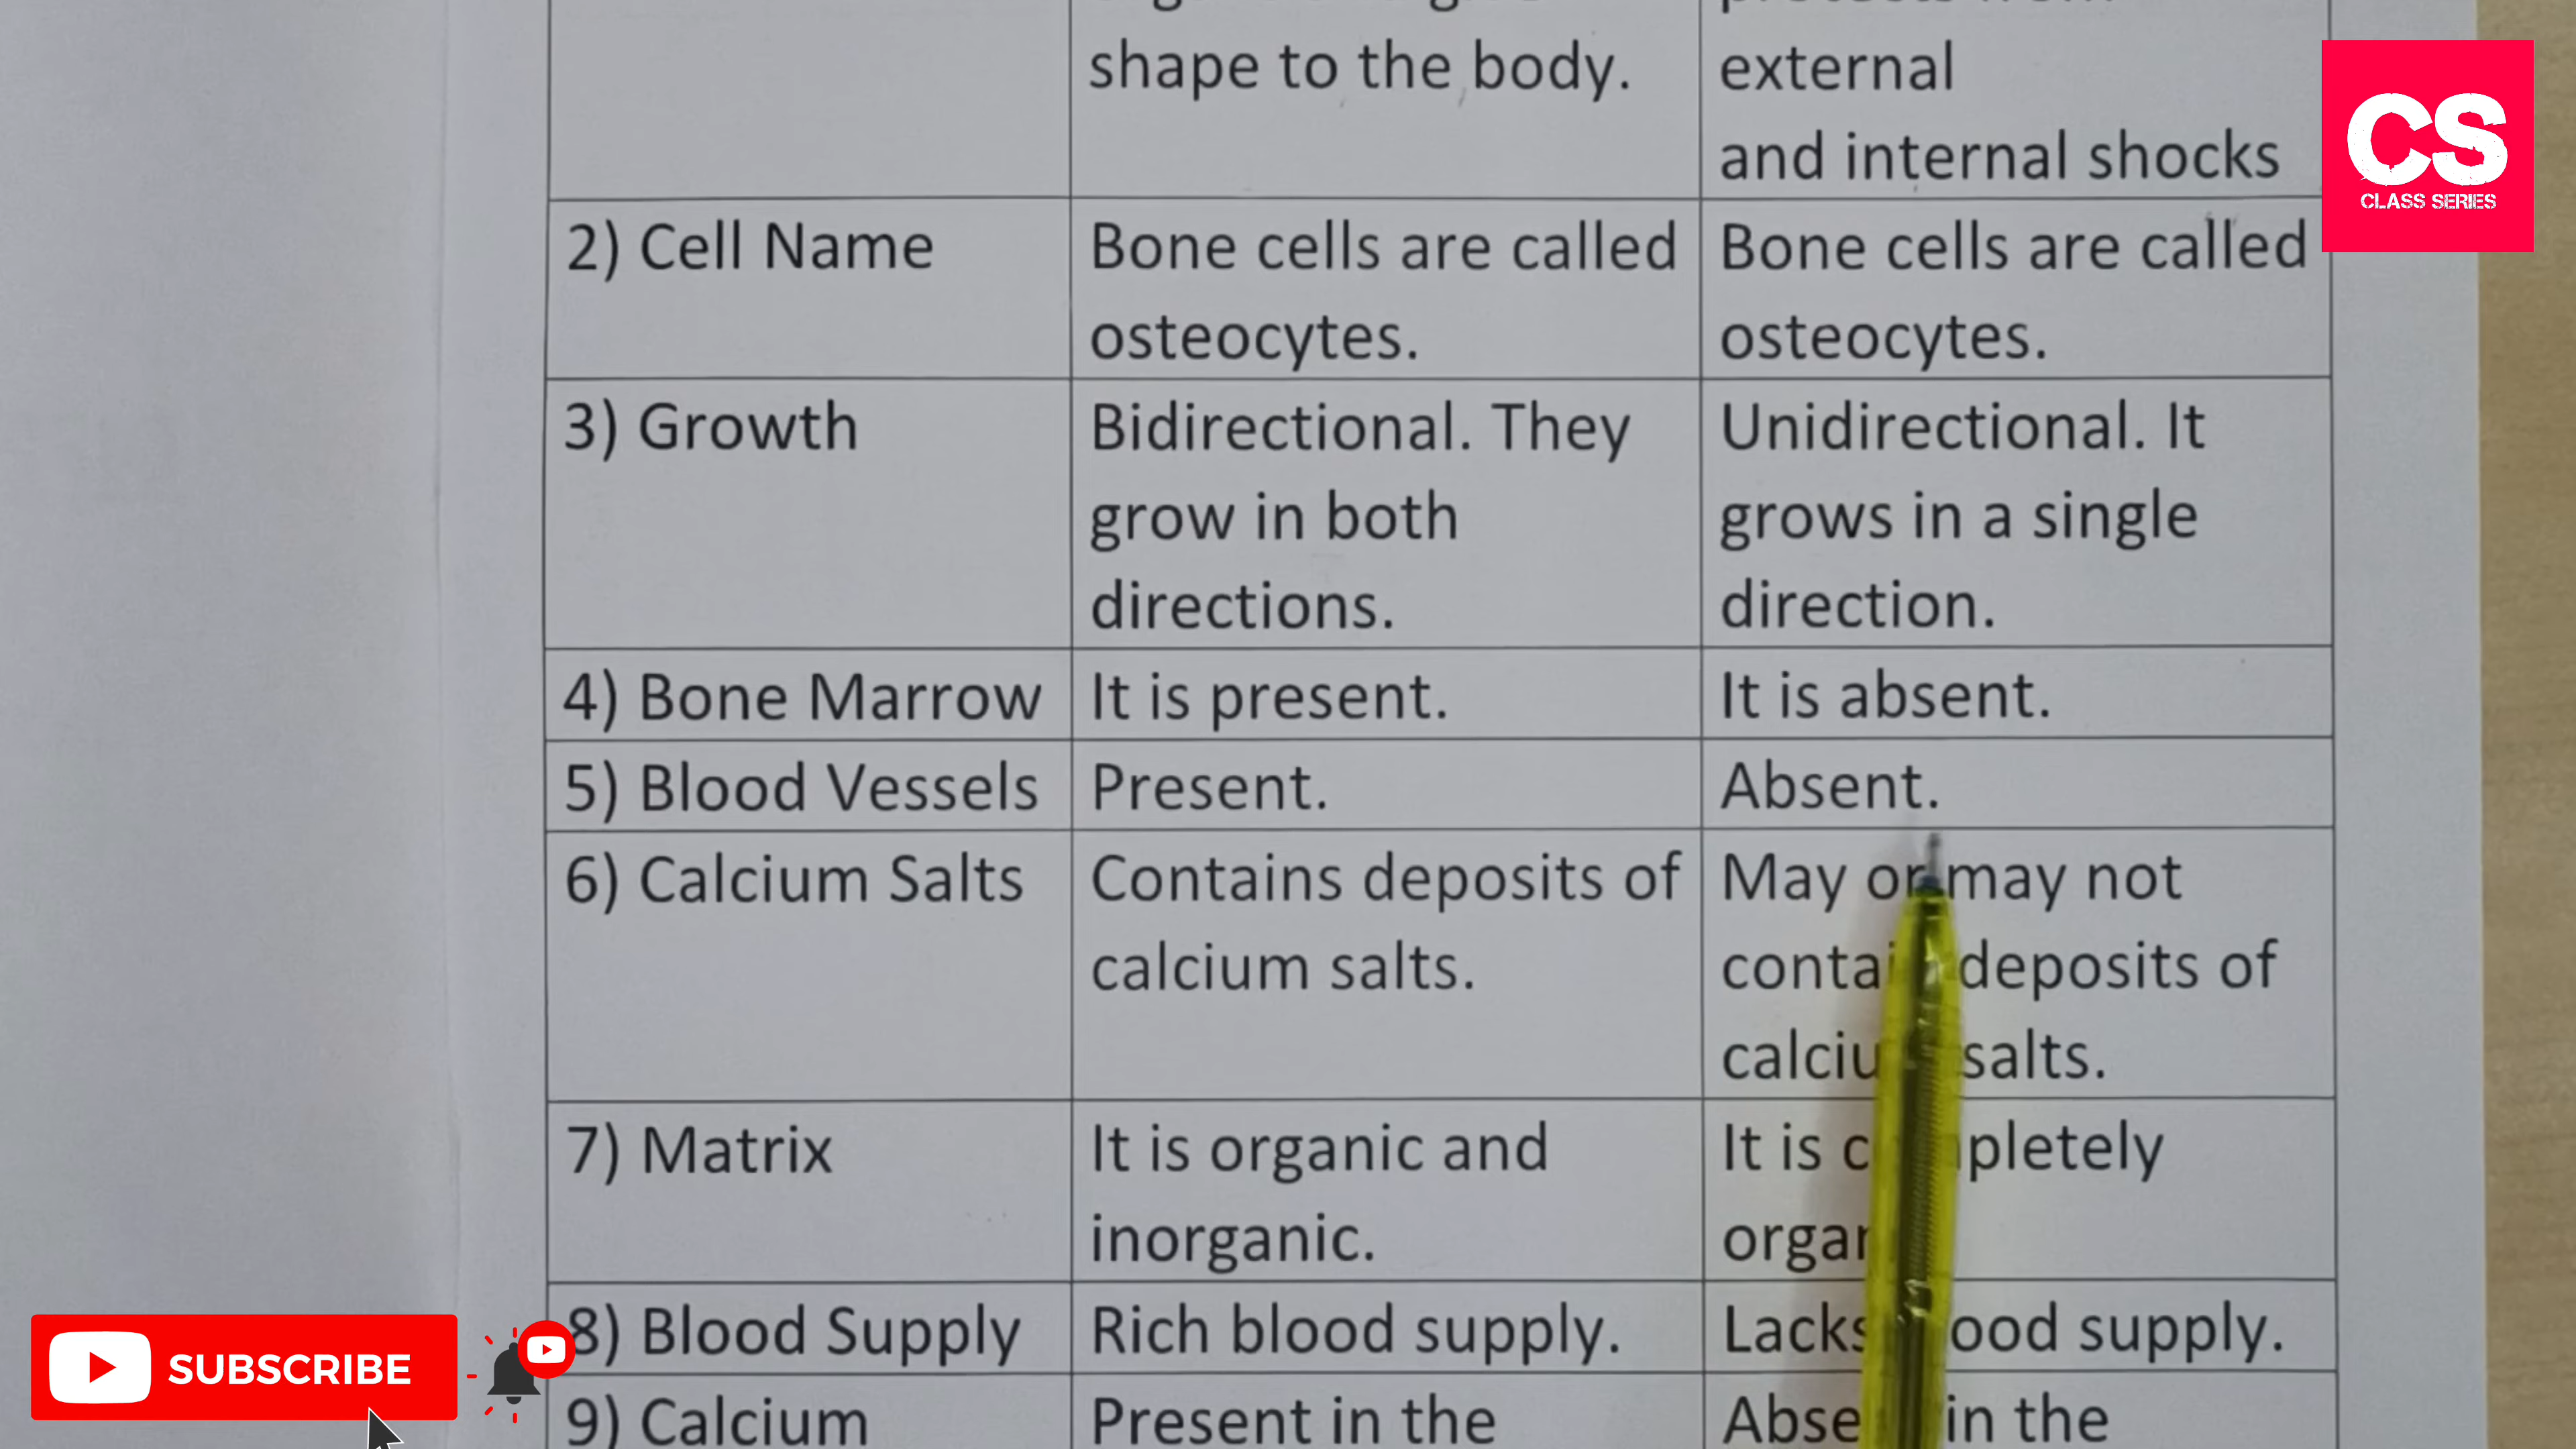 shape to the body.
external
and internal shocks
CS
CLASS SERIES
2) Cell Name
Bone cells are called
osteocytes.
Bone cells are called
osteocytes.
3) Growth
Bidirectional. They
grow in both
directions.
Unidirectional. It
grows in a single
direction.
4) Bone Marrow
It is present.
It is absent.
5) Blood Vessels
Present.
Absent.
6) Calcium Salts
Contains deposits of
calcium salts.
May or may not
deposits of
salts.
7) Matrix
It is organic and
inorganic.
It is
8) Blood Supply
Rich blood supply.
Lacks supply.
9) Calcium
Present in the
in the
SUBSCRIBE